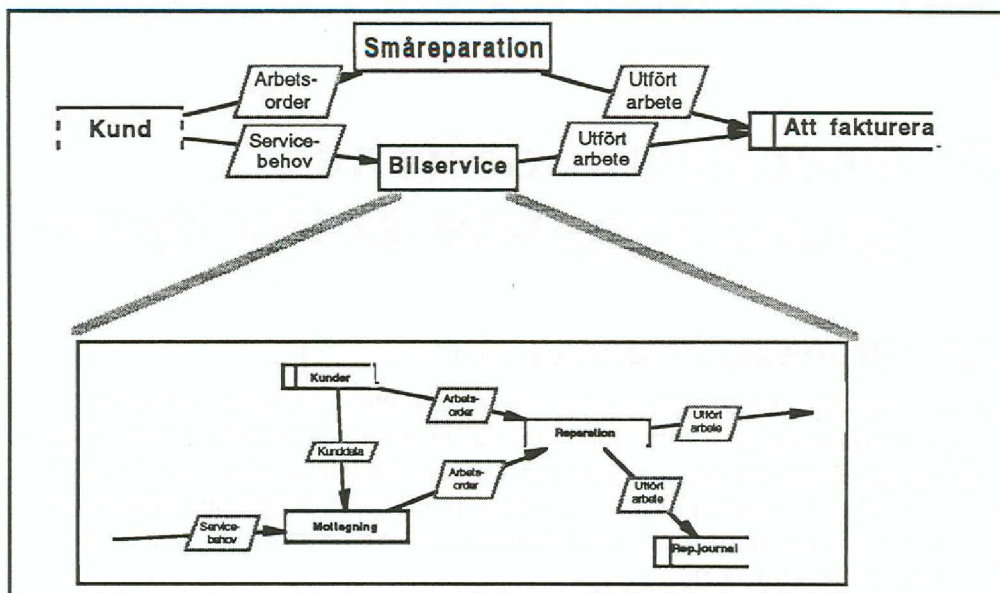 Småreparation
Arbets-
order
Utfört
arbete
Kund
Att fakturera
Service-
behov
Utfört
arbete
Bilservice
Kunder
Arbets-
order
Utfört
arbete
Reparation
Kunddata
Arbets-
order
Utfört
arbete
Service-
behov
Mottagning
Rep.journal